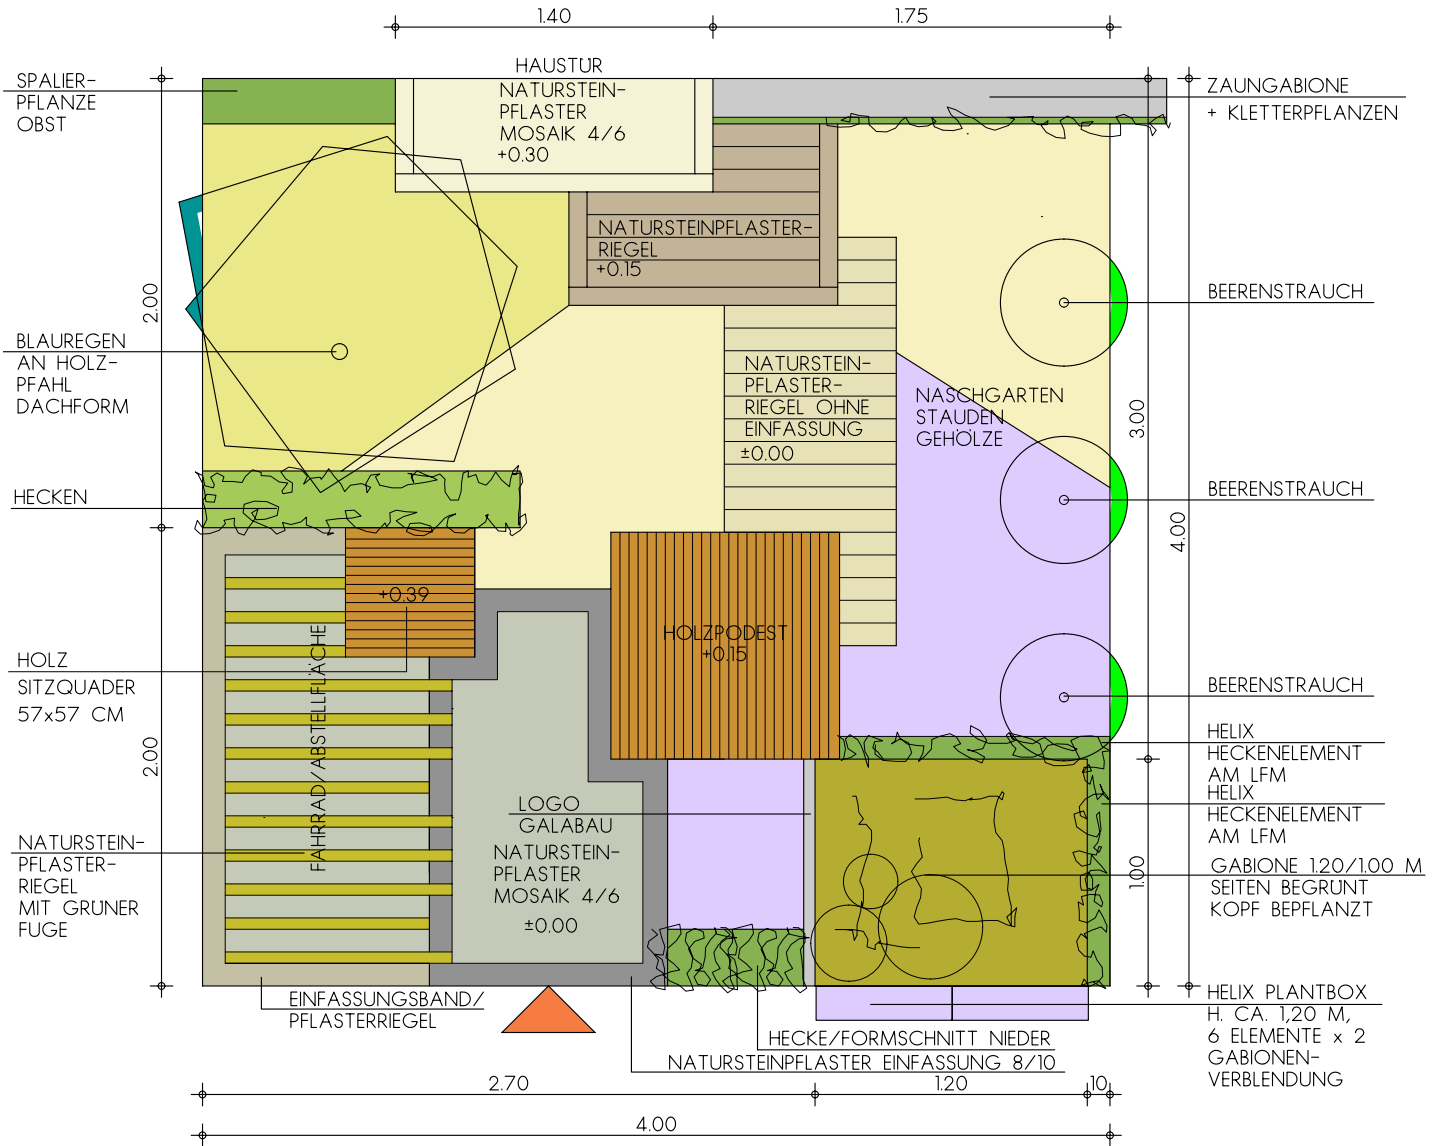 1.40
1.75
HAUSTÜR
NATURSTEIN-
PFLASTER
MOSAIK 4/6
+0.30
SPALIER-
PFLANZE
OBST
ZAUNGABIONE
+ KLETTERPFLANZEN
NATURSTEINPFLASTER-
RIEGEL
+0.15
2.00
BLAUREGEN
AN HOLZ-
PFAHL
DACHFORM
BEERENSTRAUCH
NATURSTEIN-
PFLASTER-
RIEGEL OHNE
EINFASSUNG
±0.00
NASCHGARTEN
STAUDEN
GEHÖLZE
3.00
4.00
HECKEN
BEERENSTRAUCH
+0.39
HOLZPODEST
+0.15
HOLZ
SITZQUADER
57x57 CM
FAHRRAD/ABSTELLFLÄCHE
2.00
BEERENSTRAUCH
HELIX
HECKENELEMENT
AM LFM
HELIX
HECKENELEMENT
AM LFM
LOGO
GALABAU
NATURSTEIN-
PFLASTER
MOSAIK 4/6
±0.00
NATURSTEIN-
PFLASTER-
RIEGEL
MIT GRÜNER
FUGE
1.00
GABIONE 1.20/1.00 M
SEITEN BEGRÜNT
KOPF BEPFLANZT
EINFASSUNGSBAND/
PFLASTERRIEGEL
HECKE/FORMSCHNITT NIEDER
NATURSTEINPFLASTER EINFASSUNG 8/10
HELIX PLANTBOX
H. CA. 1,20 M,
6 ELEMENTE x 2
GABIONEN-
VERBLENDUNG
2.70
1.20
10
4.00